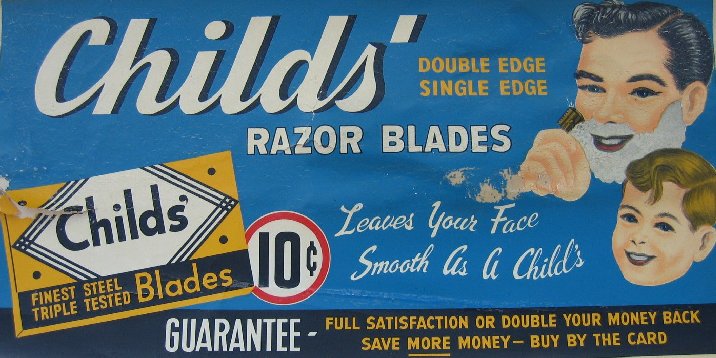 Childs'
DOUBLE EDGE
SINGLE EDGE
RAZOR BLADES
Childs'
FINEST STEEL
TRIPLE TESTED Blades
10¢
Leaves Your Face
Smooth As A Child's
GUARANTEE - FULL SATISFACTION OR DOUBLE YOUR MONEY BACK
SAVE MORE MONEY — BUY BY THE CARD